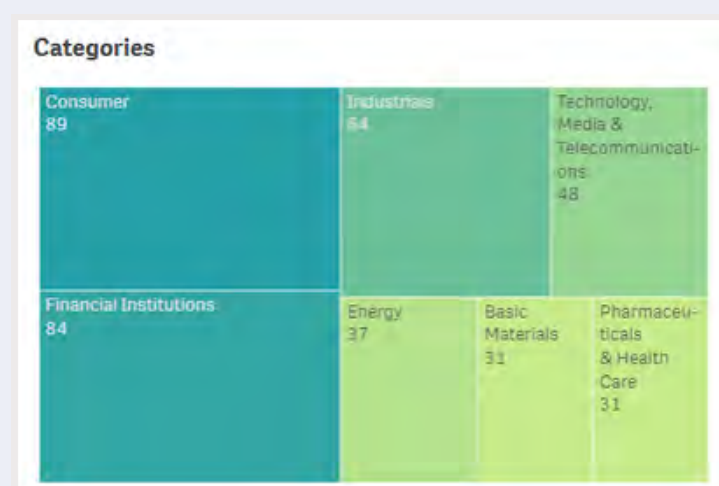 Categories
Consumer
89
Industrials
64
Technology,
Media &
Telecommunicati-
ons
48
Financial Institutions
84
Energy
37
Basic
Materials
31
Pharmaceu-
ticals
& Health
Care
31